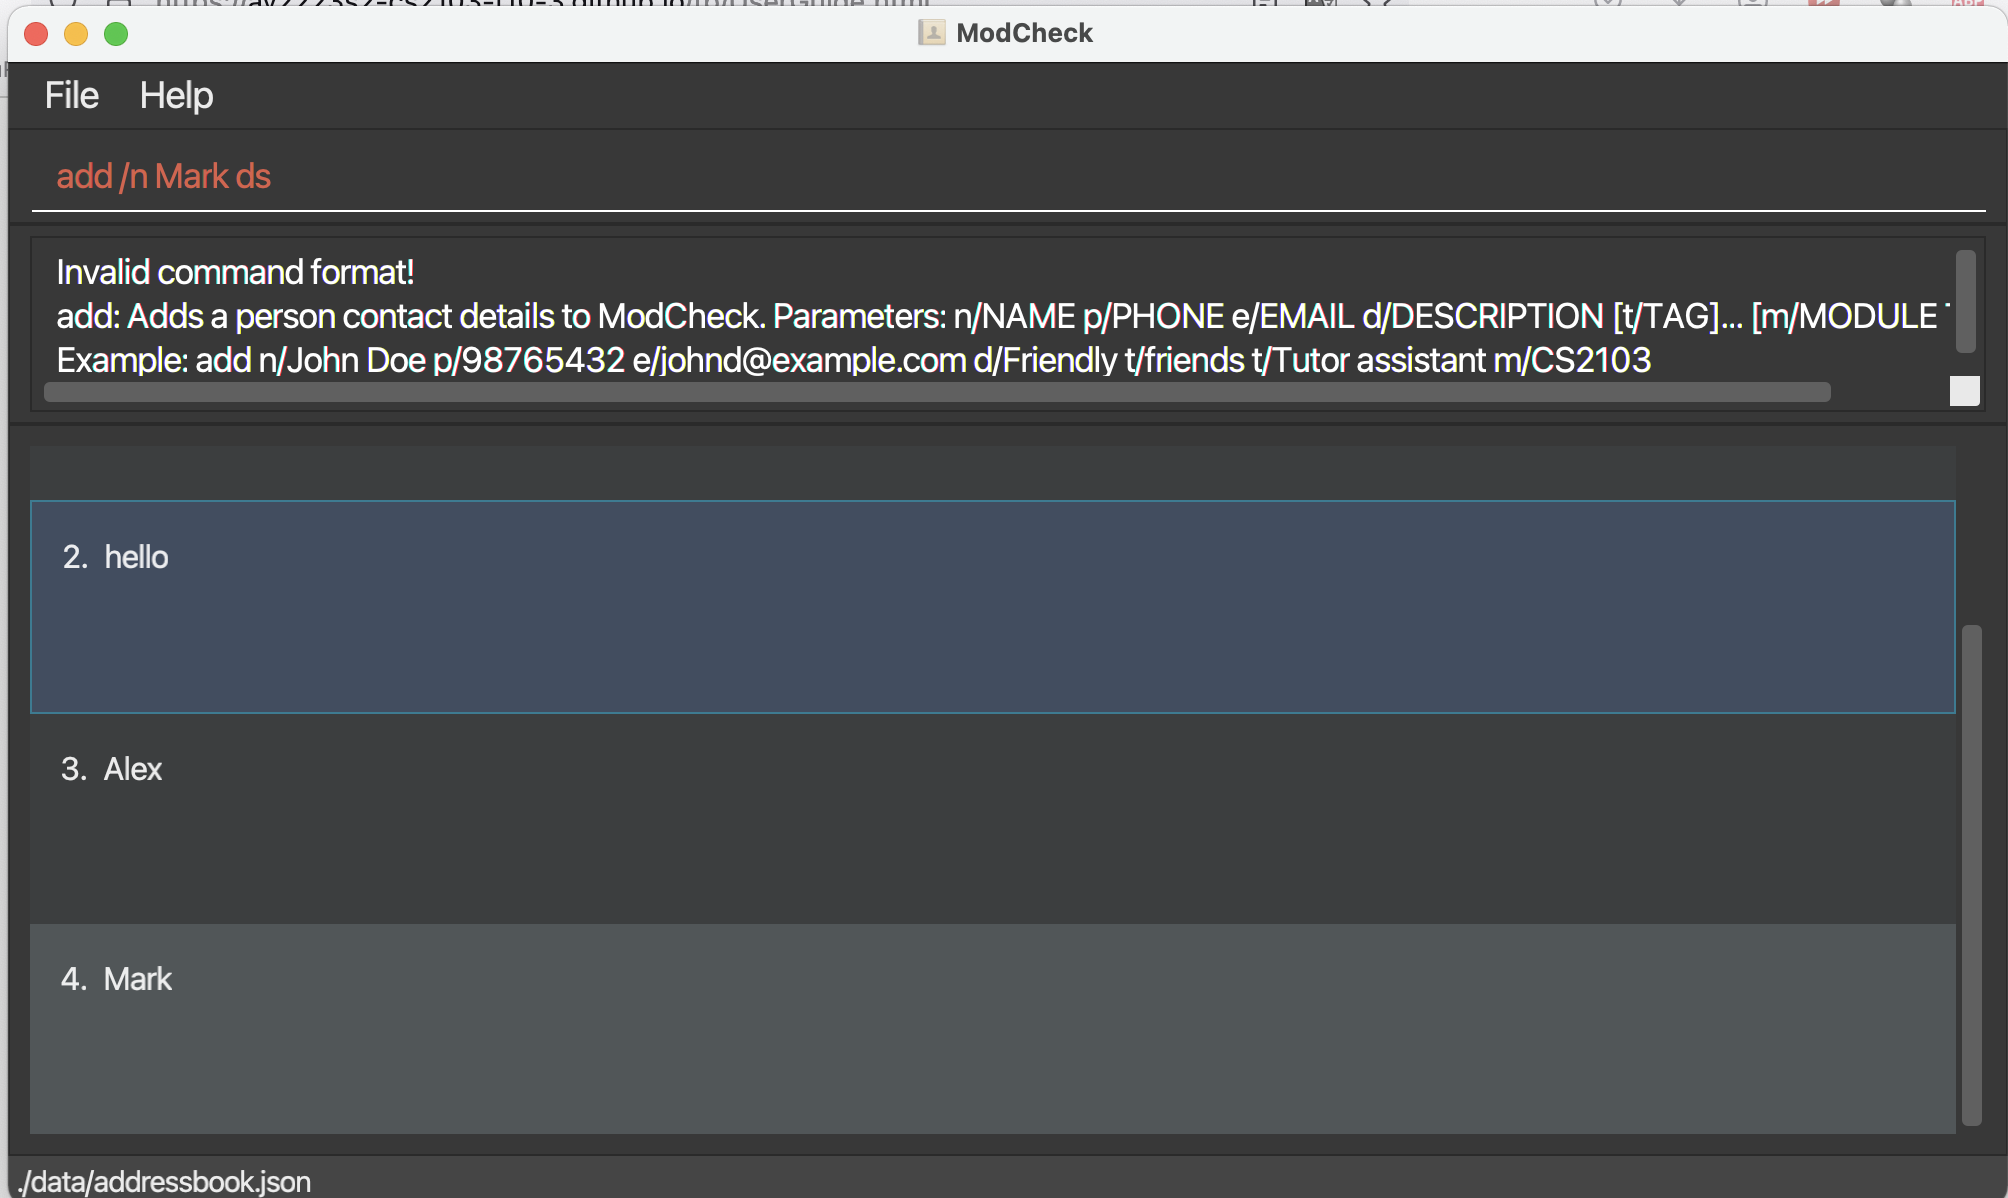 ModCheck
File Help
add /n Mark ds
Invalid command format!
add: Adds a person contact details to ModCheck. Parameters: n/NAME p/PHONE e/EMAIL d/DESCRIPTION [t/TAG]... [m/MODULE
Example: add n/John Doe p/98765432 e/johnd@example.com d/Friendly t/friends t/Tutor assistant m/CS2103
2. hello
3. Alex
4. Mark
./data/addressbook.json